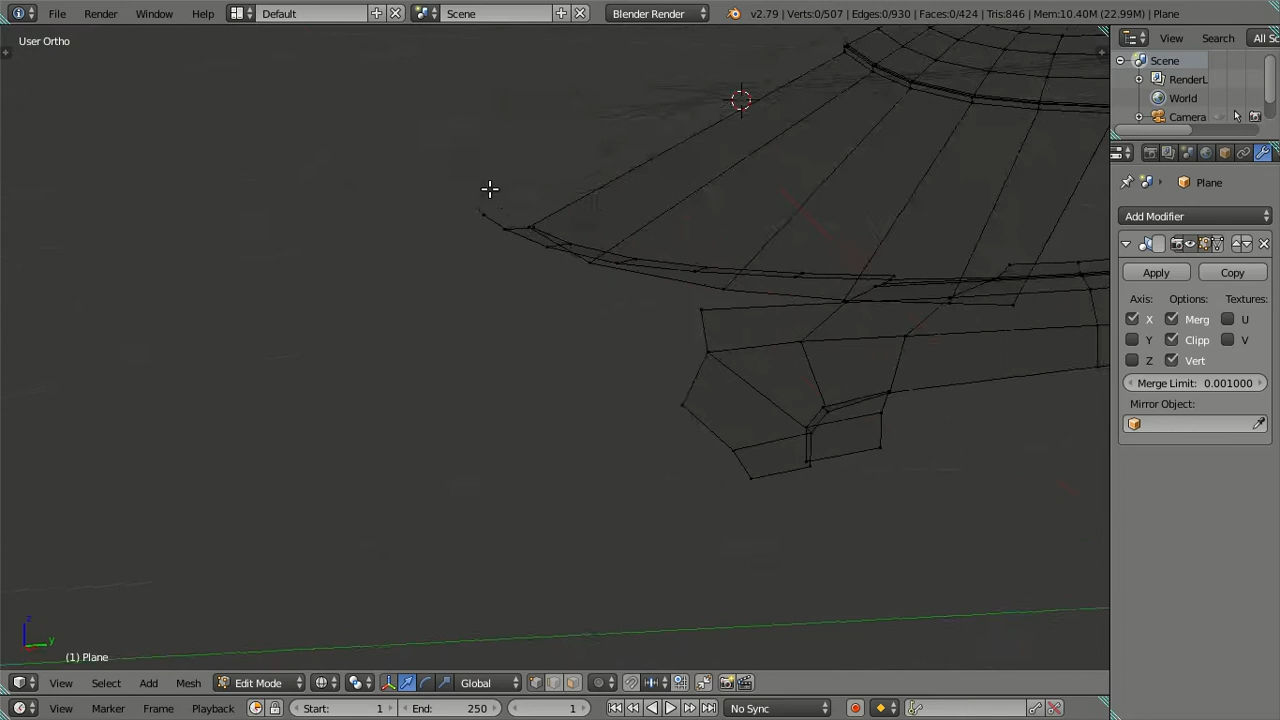 File Render Window Help Default Scene Blender Render v2.79 | Verts:0/507 | Edges:0/930 | Faces:0/424 | Tris:846 | Mem:10.40M (22.99M) | Plane
User Ortho
View Search All Sc
Scene
RenderL
World
Camera
Plane
Add Modifier
Apply Copy
Axis: Options: Textures:
X Merg U
Y Clipp V
Z Vert
Merge Limit: 0.001000
Mirror Object:
z
y
(1) Plane
View Select Add Mesh Edit Mode Global
View Marker Frame Playback Start: 1 End: 250 1 No Sync